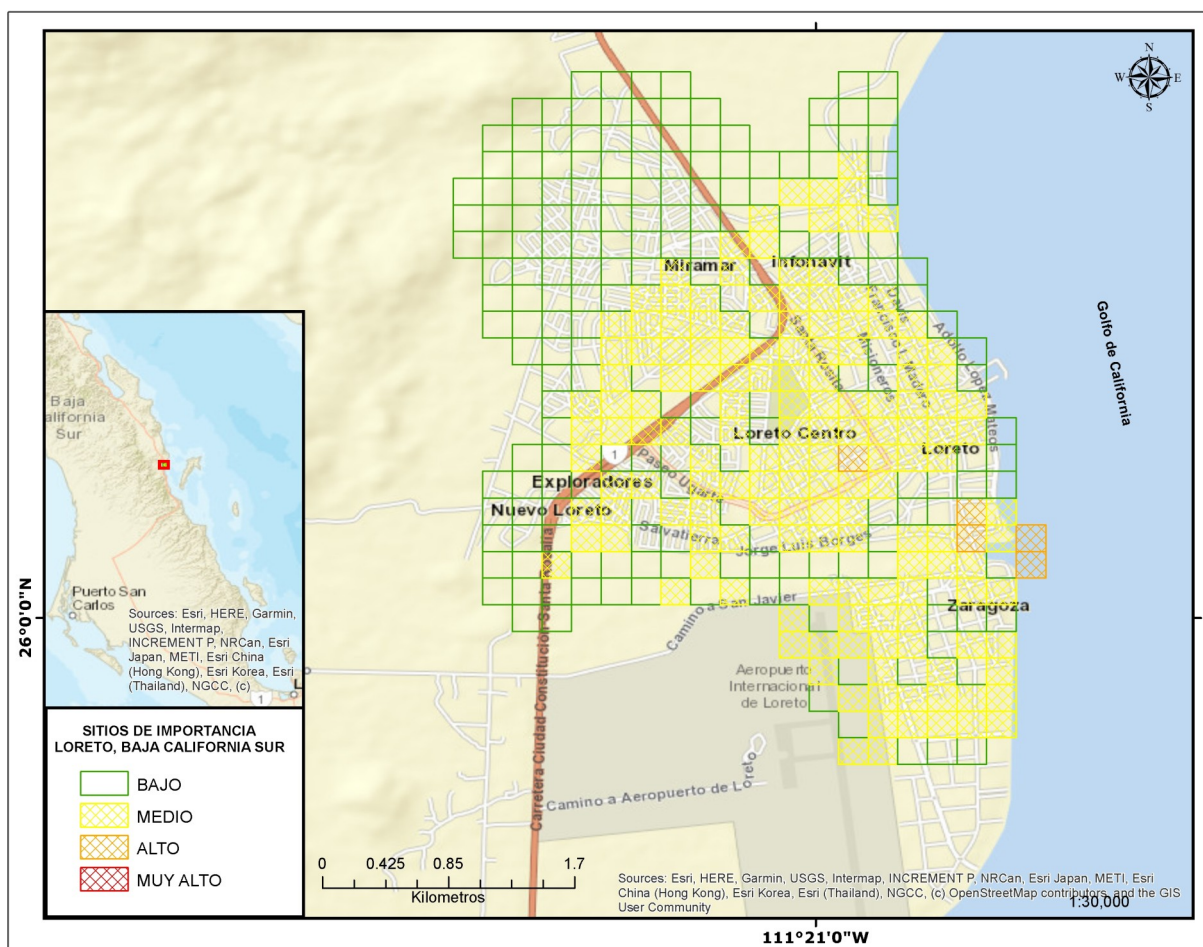 N
W
E
S
Miramar
Infonavit
Davis
Francisco I. Madero
Adolfo Lopez Mateos
Misioneros
Santa Rosita
Golfo de California
Loreto Centro
Loreto
1
Paseo Ugarta
Exploradores
Nuevo Loreto
Salvatierra
Jorge Luis Borges
Zaragoza
Camino a San Javier
Aeropuerto
Internacional
de Loreto
Carretera Ciudad Constitución Santa Rosalia
Camino a Aeropuerto de Loreto
Baja
California
Sur
Puerto San
Carlos
Sources: Esri, HERE, Garmin,
USGS, Intermap,
INCREMENT P, NRCan, Esri
Japan, METI, Esri China
(Hong Kong), Esri Korea, Esri
(Thailand), NGCC, (c)
1
L
26°0'0"N
SITIOS DE IMPORTANCIA
LORETO, BAJA CALIFORNIA SUR
BAJO
MEDIO
ALTO
MUY ALTO
0 0.425 0.85 1.7
Kilometros
Sources: Esri, HERE, Garmin, USGS, Intermap, INCREMENT P, NRCan, Esri Japan, METI, Esri
China (Hong Kong), Esri Korea, Esri (Thailand), NGCC, (c) OpenStreetMap contributors, and the GIS
User Community
1:30,000
111°21'0"W